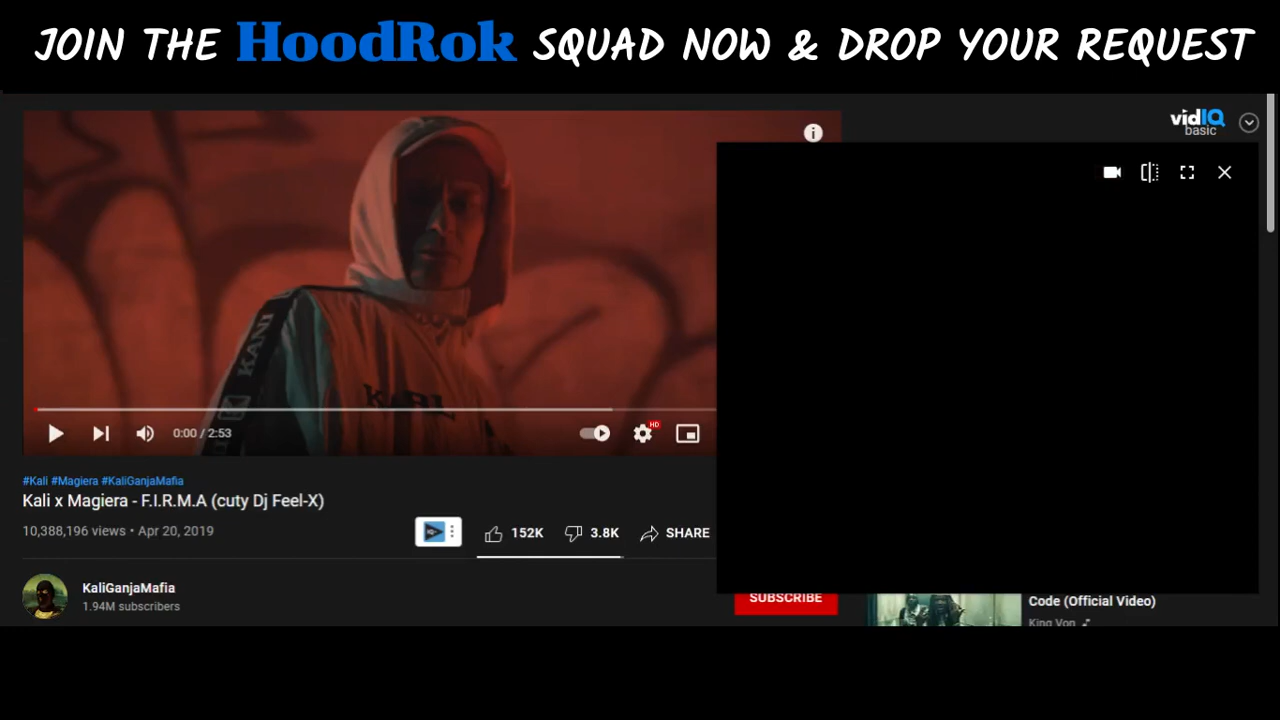 JOIN THE HoodRok SQUAD NOW & DROP YOUR REQUEST
vidIQ
basic
i
KANI
KARL
HD
0:00 / 2:53
#Kali #Magiera #KaliGanjaMafia
Kali x Magiera - F.I.R.M.A (cuty Dj Feel-X)
10,388,196 views • Apr 20, 2019
152K
3.8K
SHARE
KaliGanjaMafia
1.94M subscribers
SUBSCRIBE
Code (Official Video)
King Von